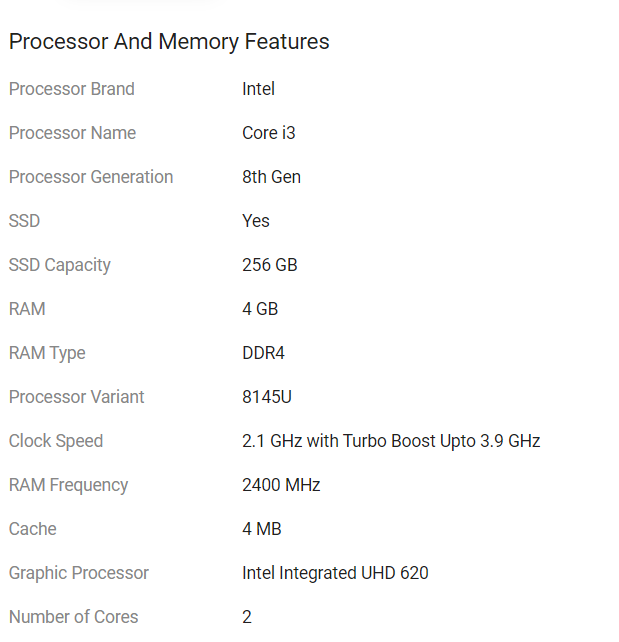 Processor And Memory Features
Processor Brand Intel
Processor Name Core i3
Processor Generation 8th Gen
SSD Yes
SSD Capacity 256 GB
RAM 4 GB
RAM Type DDR4
Processor Variant 8145U
Clock Speed 2.1 GHz with Turbo Boost Upto 3.9 GHz
RAM Frequency 2400 MHz
Cache 4 MB
Graphic Processor Intel Integrated UHD 620
Number of Cores 2